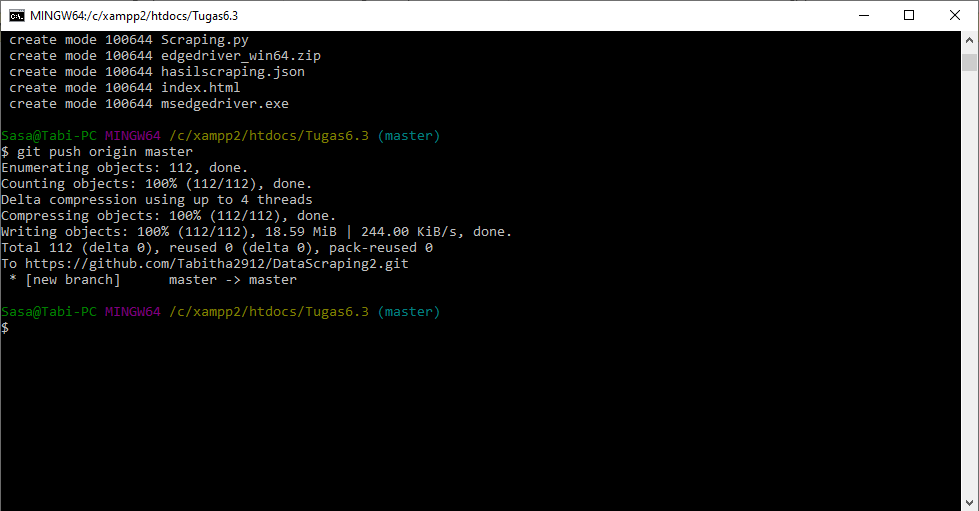 MINGW64:/c/xampp2/htdocs/Tugas6.3
create mode 100644 Scraping.py
create mode 100644 edgedriver_win64.zip
create mode 100644 hasilscraping.json
create mode 100644 index.html
create mode 100644 msedgedriver.exe
Sasa@Tabi-PC MINGW64 /c/xampp2/htdocs/Tugas6.3 (master)
$ git push origin master
Enumerating objects: 112, done.
Counting objects: 100% (112/112), done.
Delta compression using up to 4 threads
Compressing objects: 100% (112/112), done.
Writing objects: 100% (112/112), 18.59 MiB | 244.00 KiB/s, done.
Total 112 (delta 0), reused 0 (delta 0), pack-reused 0
To https://github.com/Tabitha2912/DataScraping2.git
 * [new branch]      master -> master
Sasa@Tabi-PC MINGW64 /c/xampp2/htdocs/Tugas6.3 (master)
$